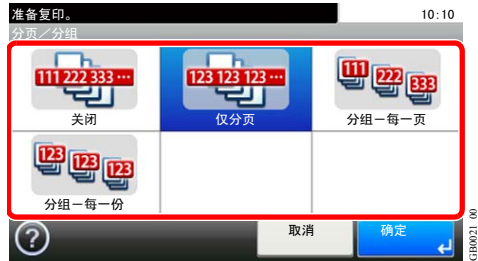 准备复印。
10:10
分页／分组
111 222 333 ···
123 123 123 ···
111 222 333
关闭
仅分页
分组－每一页
123 123 123
分组－每一份
?
取消
确定
GB0021_00